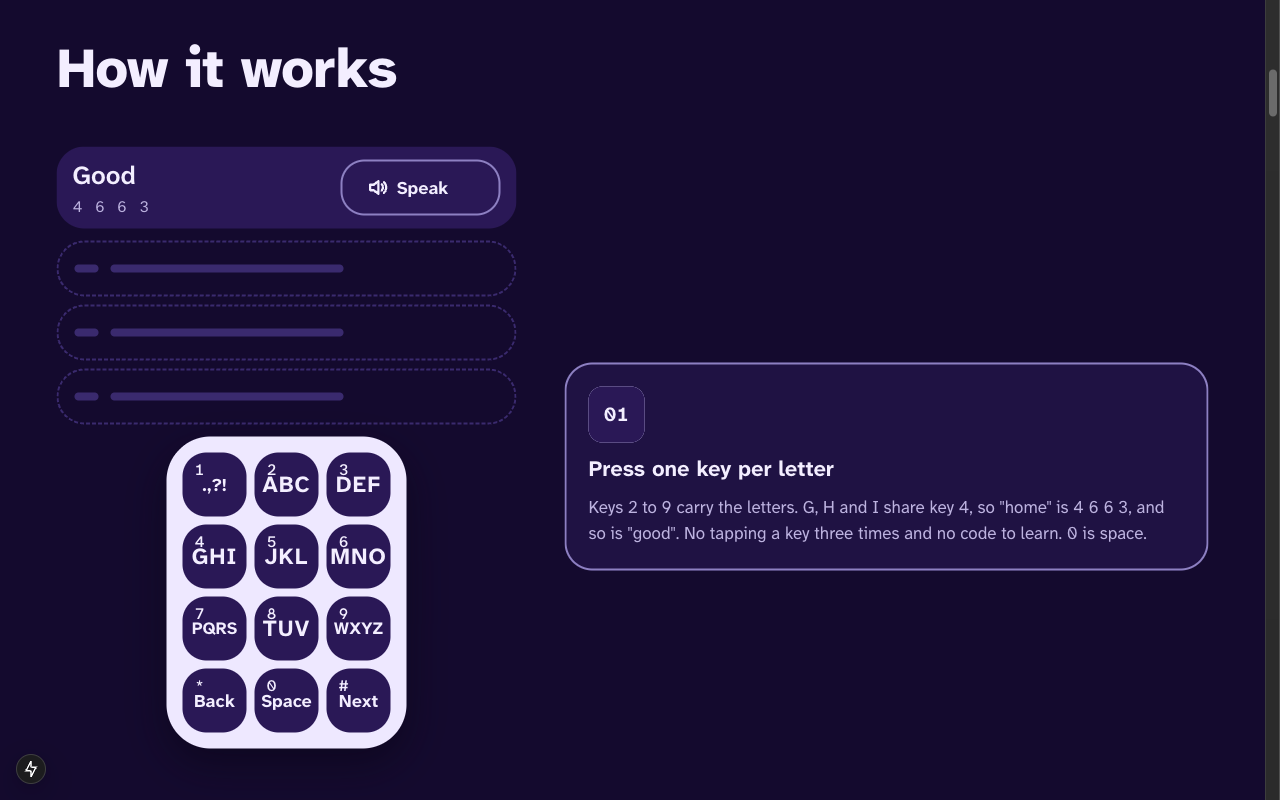 How it works
Good
4 6 6 3
Speak
1
.,?!
2
ABC
3
DEF
4
GHI
5
JKL
6
MNO
7
PQRS
8
TUV
9
WXYZ
*
Back
0
Space
#
Next
01
Press one key per letter
Keys 2 to 9 carry the letters. G, H and I share key 4, so "home" is 4 6 6 3, and
so is "good". No tapping a key three times and no code to learn. 0 is space.